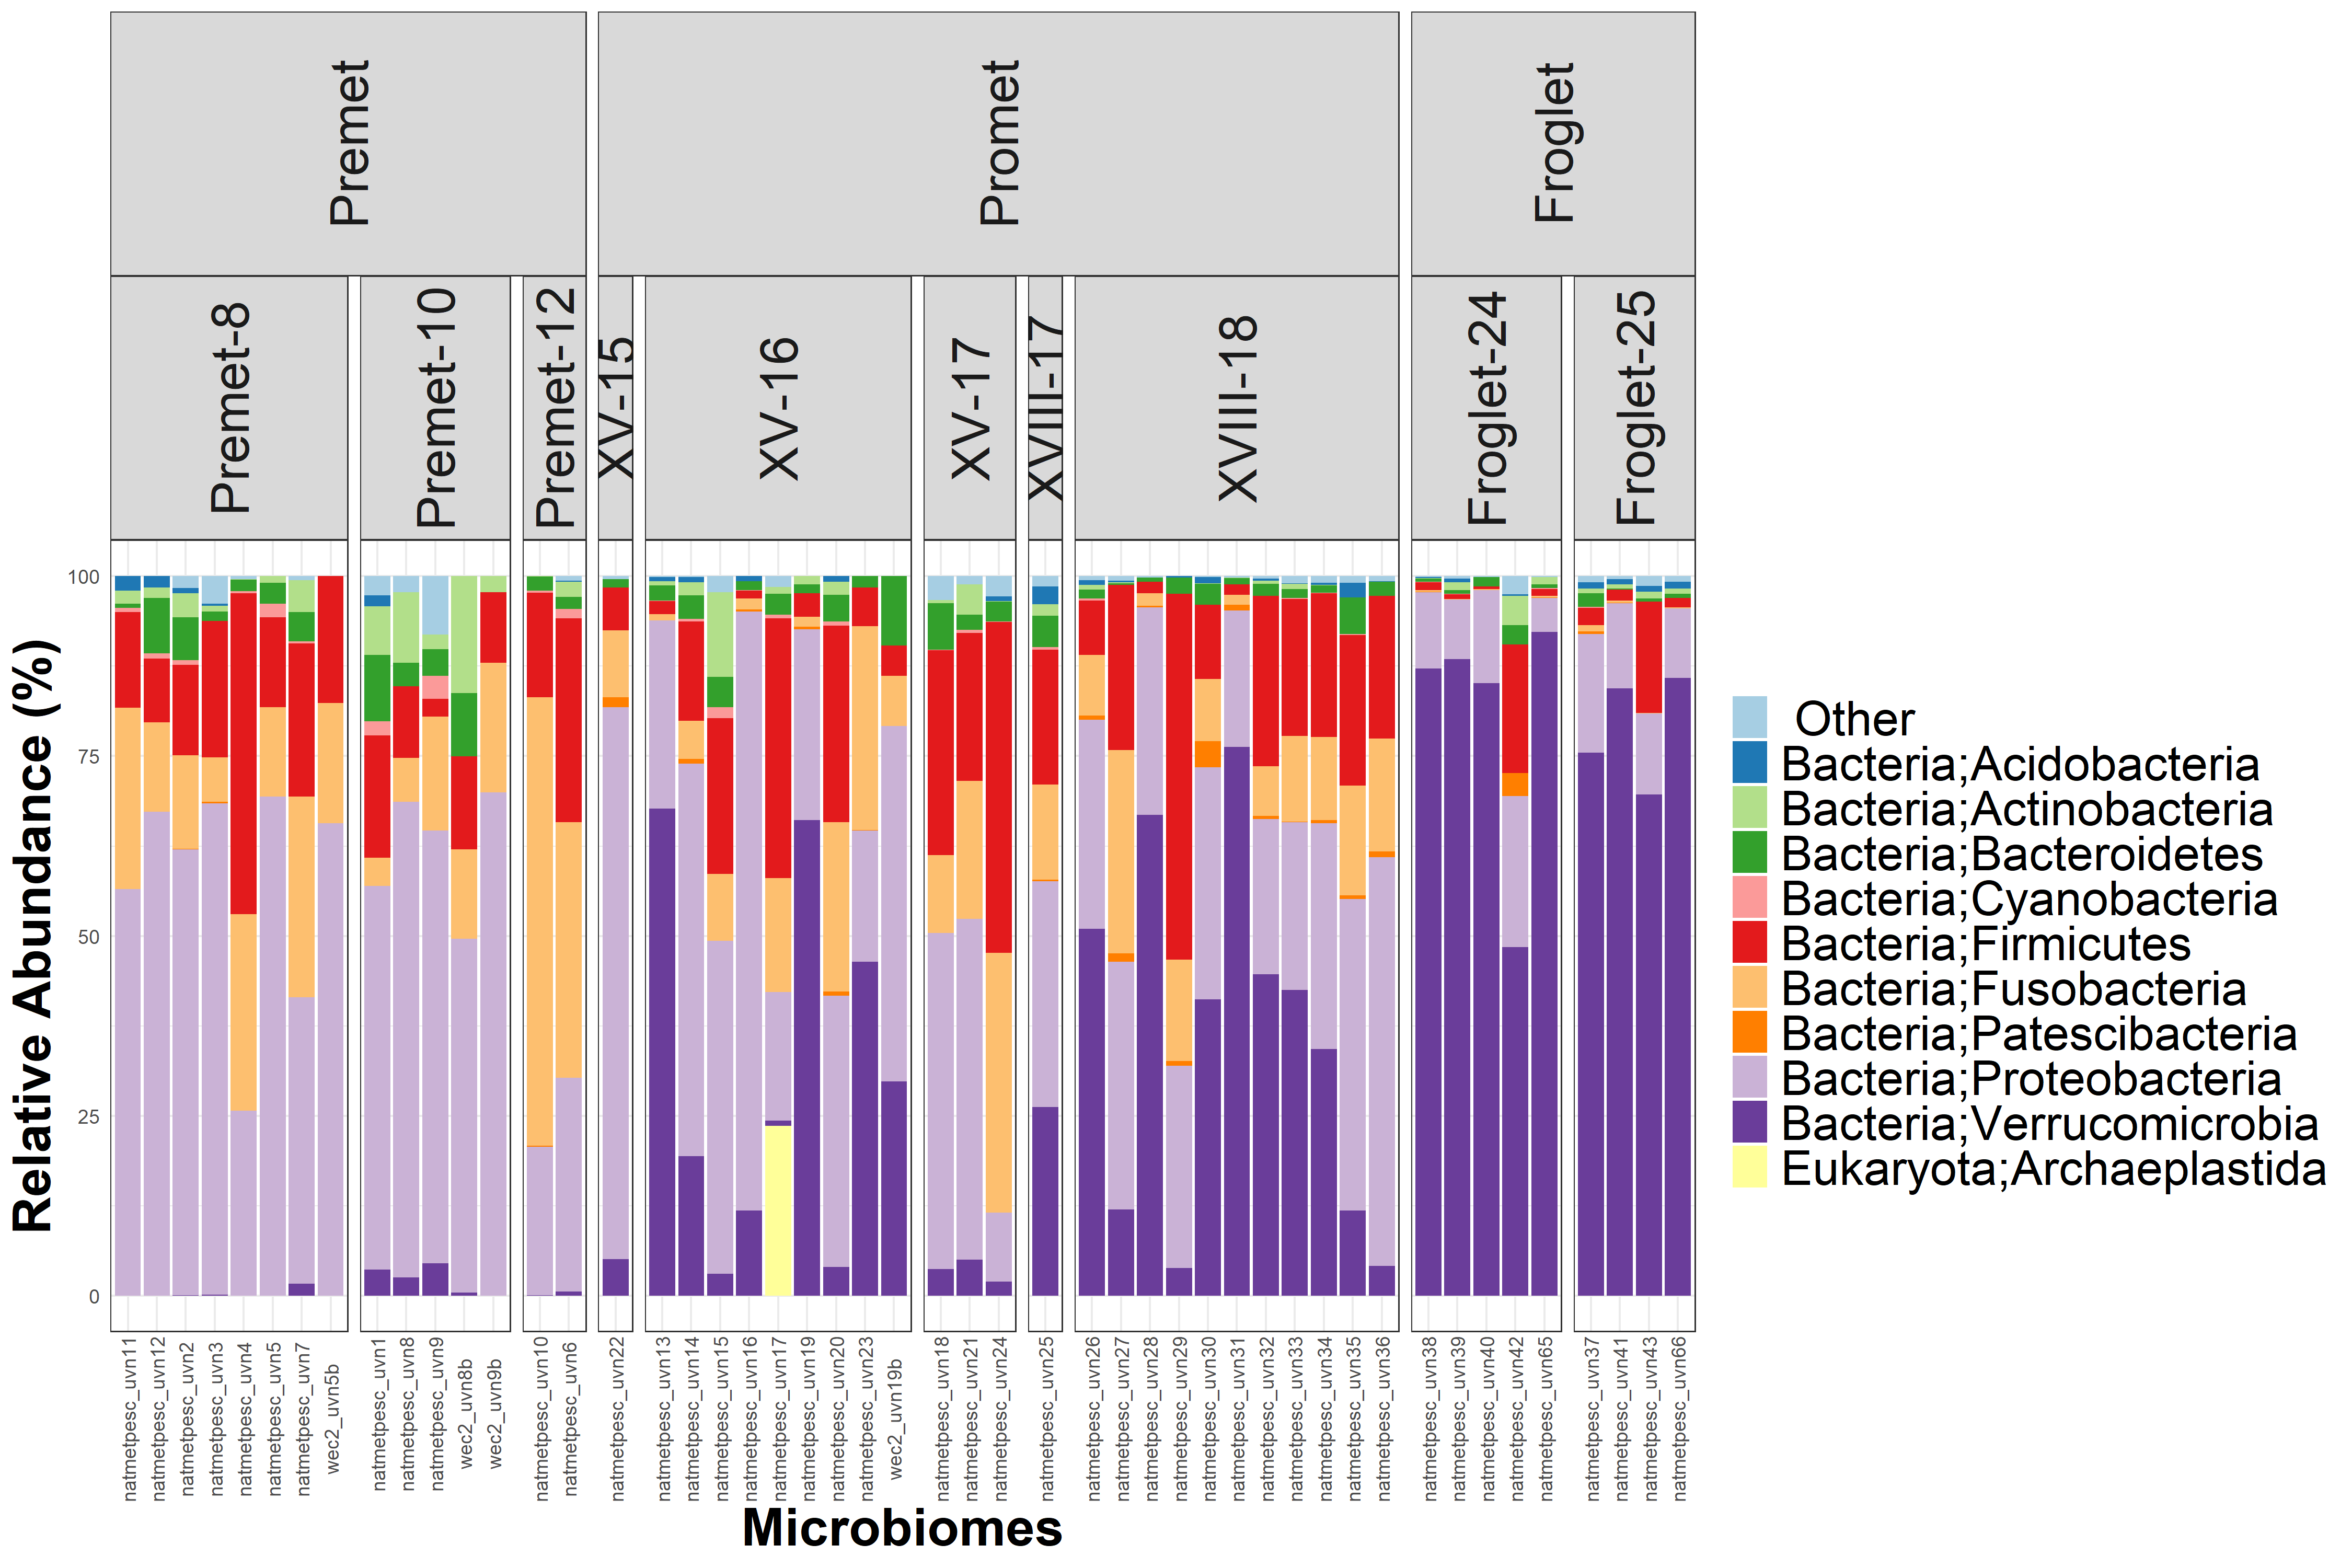 Premet
Promet
Froglet
Premet-8
Premet-10
Premet-12
XV-15
XV-16
XV-17
XVIII-17
XVIII-18
Froglet-24
Froglet-25
Relative Abundance (%)
100
75
50
25
0
natmetpesc_uvn11
natmetpesc_uvn12
natmetpesc_uvn2
natmetpesc_uvn3
natmetpesc_uvn4
natmetpesc_uvn5
natmetpesc_uvn7
wec2_uvn5b
natmetpesc_uvn1
natmetpesc_uvn8
natmetpesc_uvn9
wec2_uvn8b
wec2_uvn9b
natmetpesc_uvn10
natmetpesc_uvn6
natmetpesc_uvn22
natmetpesc_uvn13
natmetpesc_uvn14
natmetpesc_uvn15
natmetpesc_uvn16
natmetpesc_uvn17
natmetpesc_uvn19
natmetpesc_uvn20
natmetpesc_uvn23
wec2_uvn19b
natmetpesc_uvn18
natmetpesc_uvn21
natmetpesc_uvn24
natmetpesc_uvn25
natmetpesc_uvn26
natmetpesc_uvn27
natmetpesc_uvn28
natmetpesc_uvn29
natmetpesc_uvn30
natmetpesc_uvn31
natmetpesc_uvn32
natmetpesc_uvn33
natmetpesc_uvn34
natmetpesc_uvn35
natmetpesc_uvn36
natmetpesc_uvn38
natmetpesc_uvn39
natmetpesc_uvn40
natmetpesc_uvn42
natmetpesc_uvn65
natmetpesc_uvn37
natmetpesc_uvn41
natmetpesc_uvn43
natmetpesc_uvn66
Microbiomes
Other
Bacteria;Acidobacteria
Bacteria;Actinobacteria
Bacteria;Bacteroidetes
Bacteria;Cyanobacteria
Bacteria;Firmicutes
Bacteria;Fusobacteria
Bacteria;Patescibacteria
Bacteria;Proteobacteria
Bacteria;Verrucomicrobia
Eukaryota;Archaeplastida